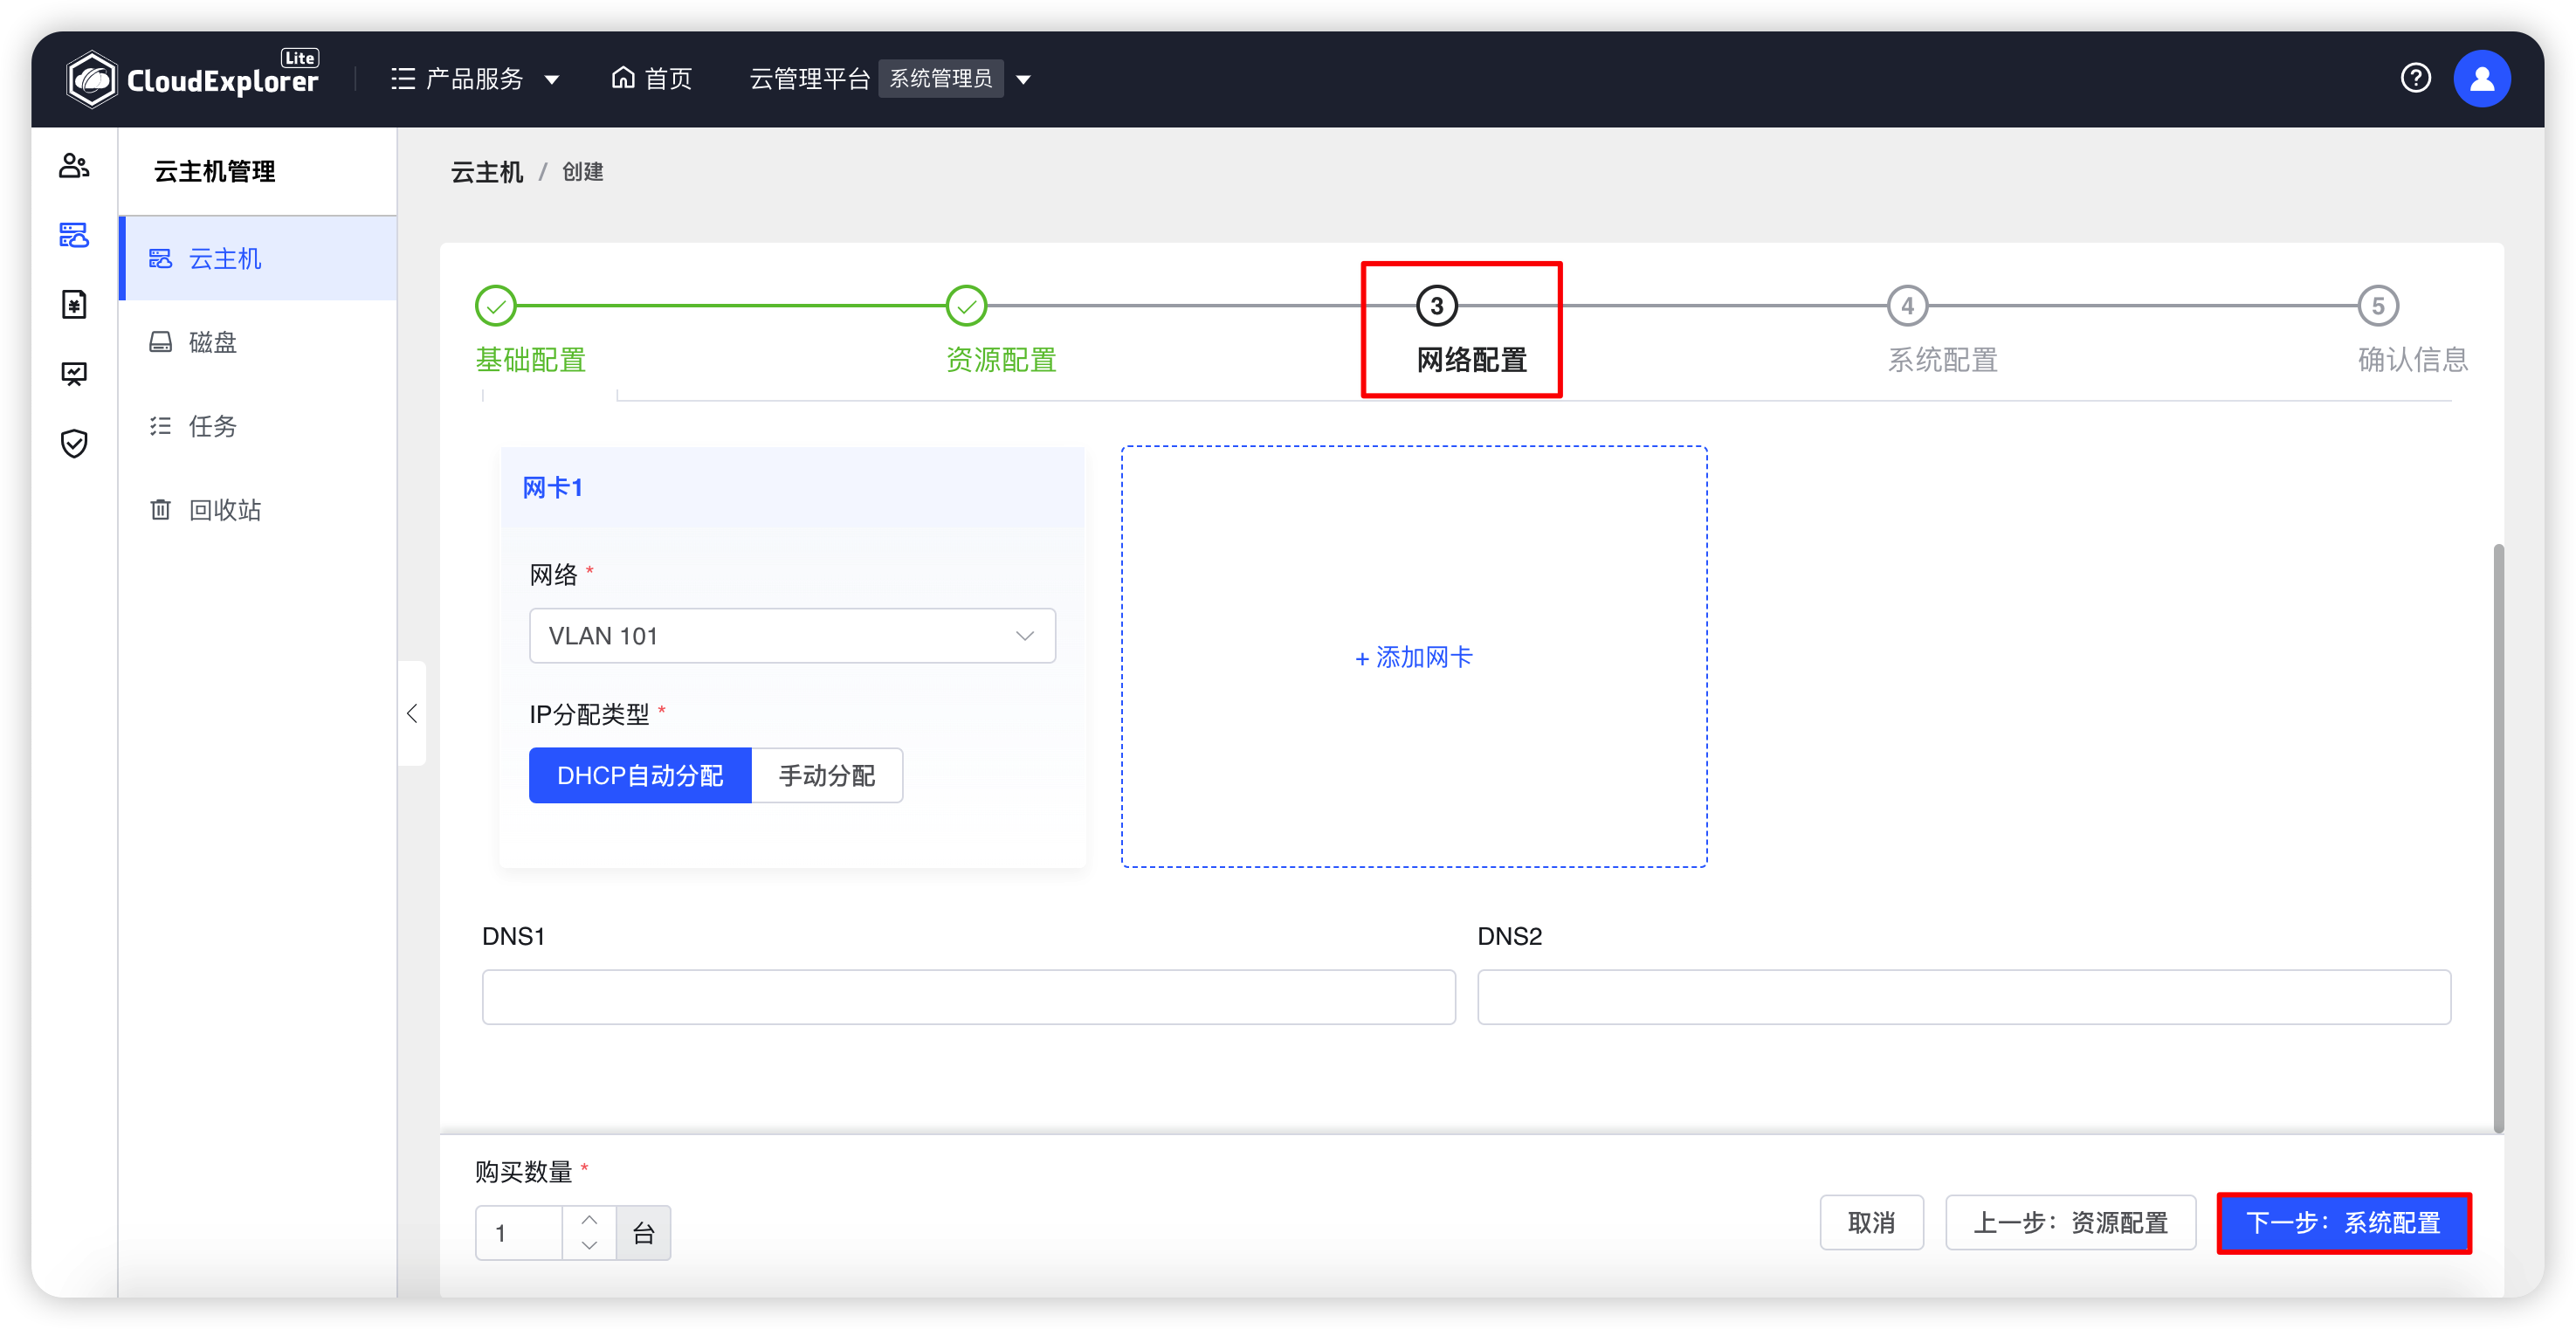 CloudExplorer Lite
产品服务
首页
云管理平台 系统管理员
云主机管理
云主机
磁盘
任务
回收站
云主机 / 创建
3 4 5
基础配置 资源配置 网络配置 系统配置 确认信息
网卡1
网络 *
VLAN 101
IP分配类型 *
DHCP自动分配 手动分配
+ 添加网卡
DNS1 DNS2
购买数量 *
1 台
取消 上一步：资源配置 下一步：系统配置